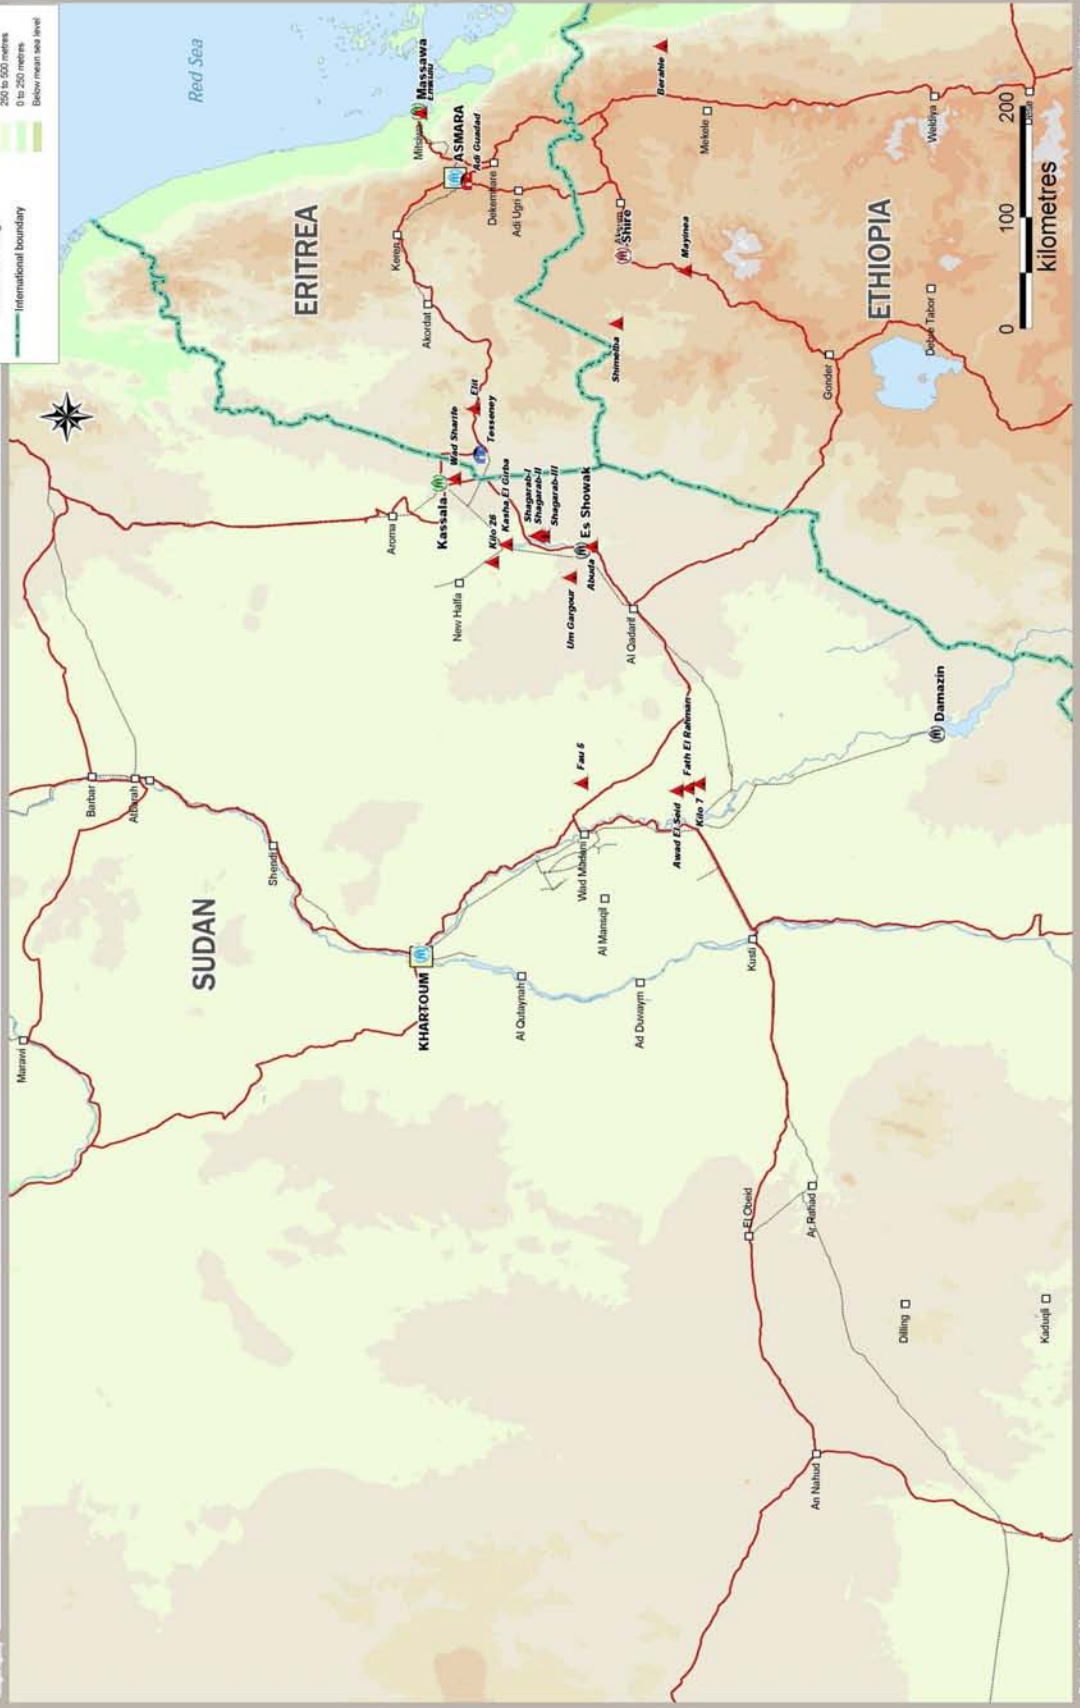 250 to 500 metres
0 to 250 metres
Below mean sea level
International boundary
Red Sea
SUDAN
ERITREA
ETHIOPIA
Marawi
Barbar
Atbarah
Shendi
KHARTOUM
Al Qutaynah
Ad Duwaym
Al Manaqil
Wad Madani
Kusti
El Obeid
Ar Rahad
An Nahud
Dilling
Kaduqli
Damazin
Fau 5
Awad El Seid
Fath El Rahman
Kilo 7
Al Qadarif
Um Gargour
Abuda
Es Showak
New Halfa
Aroma
Kassala
Wad Sharife
Kilo 26
Kasha El Girba
Shagarab-I
Shagarab-II
Shagarab-III
Tesseney
Elit
Akordat
Keren
Mitsiwa
Massawa
Emkulu
ASMARA
Adi Guadad
Dekemhare
Adi Ugri
Shire
Shimelba
Mayinea
Mekele
Berahle
Weldiya
Dese
Gonder
Debre Tabor
0 100 200
kilometres